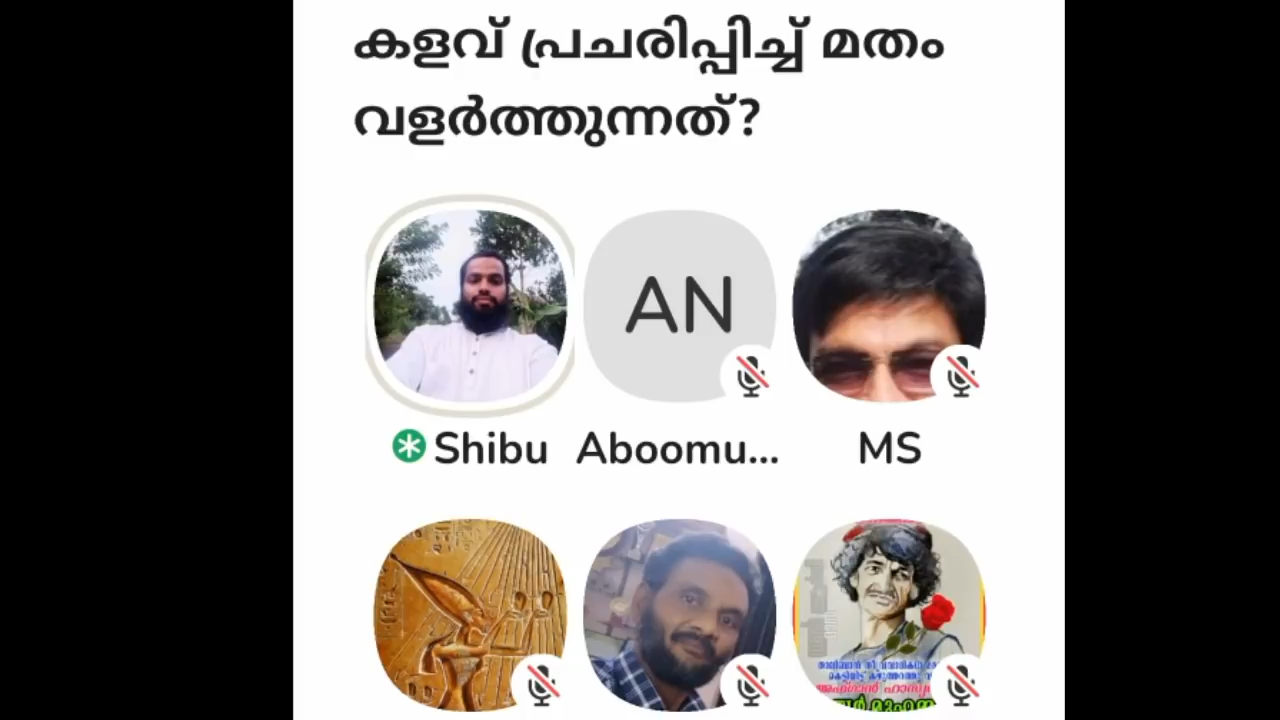 കളവ് പ്രചരിപ്പിച്ച് മതം
വളർത്തുന്നത്?
AN
Shibu
Aboomu...
MS